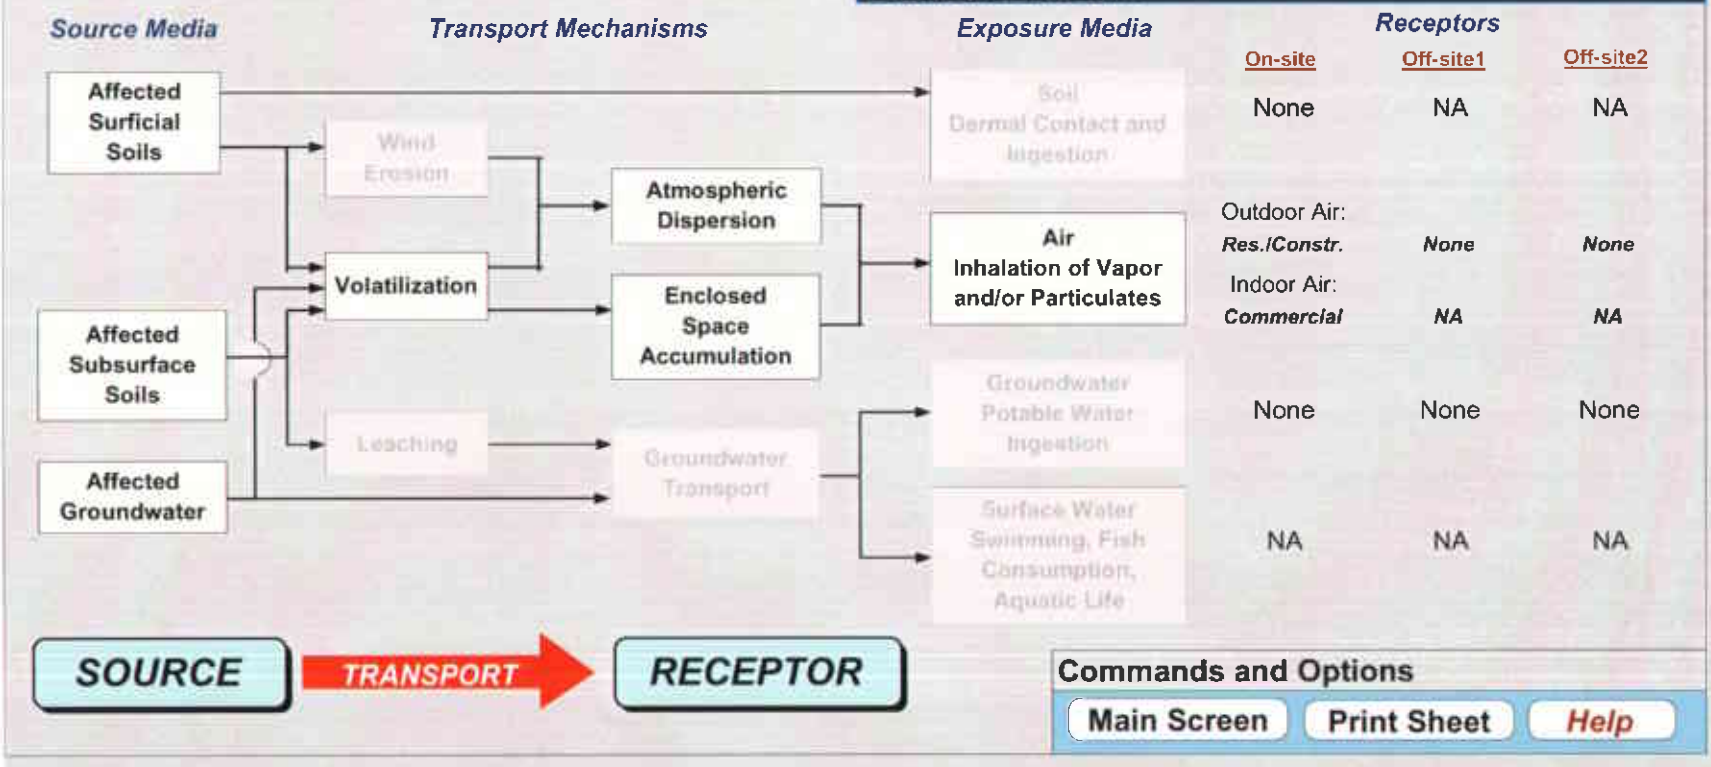 Source Media
Transport Mechanisms
Exposure Media
Receptors
On-site
Off-site1
Off-site2
Affected
Surficial
Soils
Wind
Erosion
Soil
Dermal Contact and
Ingestion
None
NA
NA
Atmospheric
Dispersion
Air
Inhalation of Vapor
and/or Particulates
Outdoor Air:
Res./Constr.
None
None
Indoor Air:
Commercial
NA
NA
Volatilization
Enclosed
Space
Accumulation
Affected
Subsurface
Soils
Leaching
Groundwater
Transport
Groundwater
Potable Water
Ingestion
None
None
None
Affected
Groundwater
Surface Water
Swimming, Fish
Consumption,
Aquatic Life
NA
NA
NA
SOURCE
TRANSPORT
RECEPTOR
Commands and Options
Main Screen
Print Sheet
Help